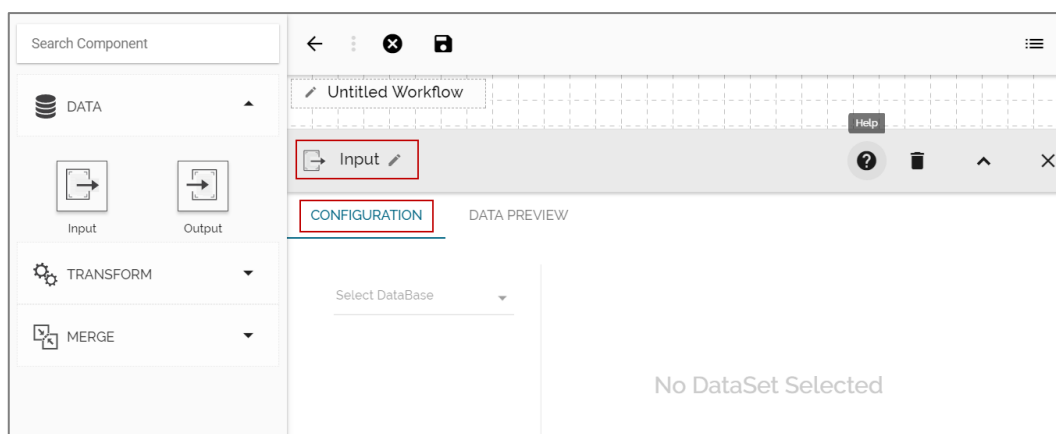 Search Component
DATA
Input
Output
TRANSFORM
MERGE
Untitled Workflow
Help
Input
CONFIGURATION
DATA PREVIEW
Select DataBase
No DataSet Selected